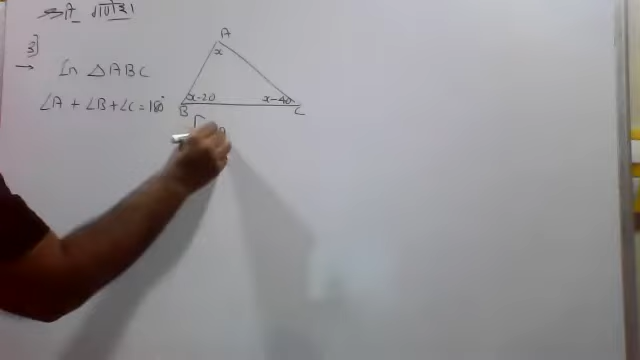 3]
→ In △ABC
∠A + ∠B + ∠C = 180°
A
x
x-20
x-40
B
C